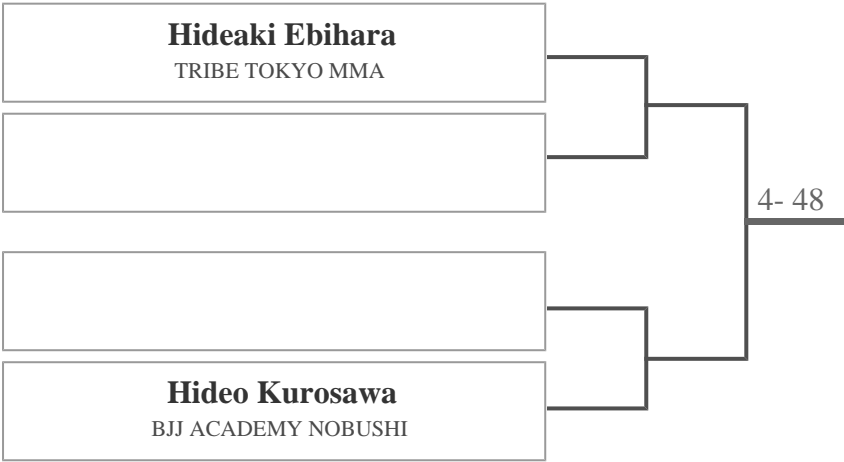 Hideaki Ebihara
TRIBE TOKYO MMA
4- 48
Hideo Kurosawa
BJJ ACADEMY NOBUSHI